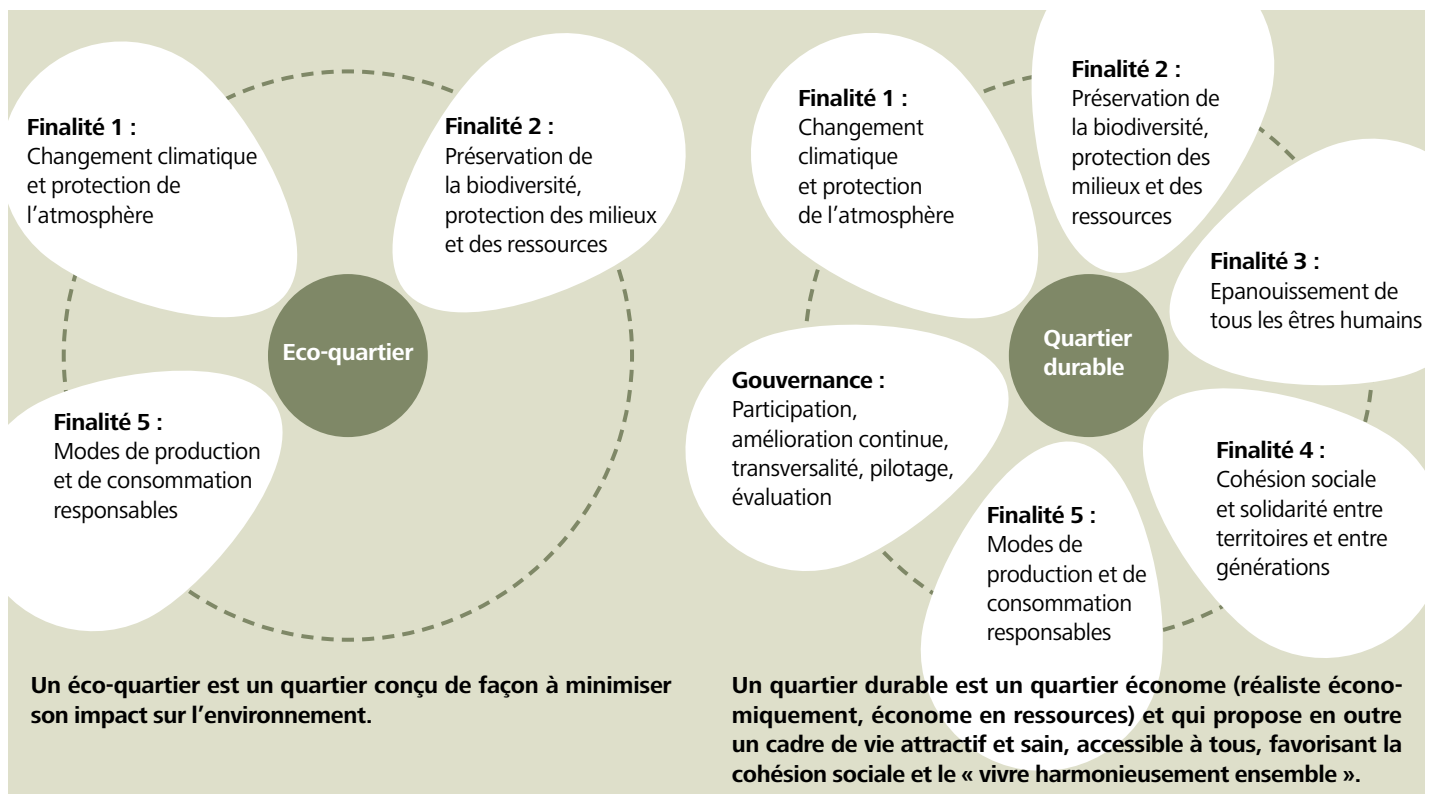 Finalité 1 :
Changement climatique
et protection de
l'atmosphère
Finalité 2 :
Préservation de
la biodiversité,
protection des milieux
et des ressources
Eco-quartier
Finalité 5 :
Modes de production
et de consommation
responsables
Un éco-quartier est un quartier conçu de façon à minimiser
son impact sur l'environnement.
Finalité 1 :
Changement
climatique
et protection
de l'atmosphère
Finalité 2 :
Préservation de
la biodiversité,
protection des
milieux et des
ressources
Finalité 3 :
Epanouissement de
tous les êtres humains
Quartier
durable
Gouvernance :
Participation,
amélioration continue,
transversalité, pilotage,
évaluation
Finalité 4 :
Cohésion sociale
et solidarité entre
territoires et entre
générations
Finalité 5 :
Modes de
production et de
consommation
responsables
Un quartier durable est un quartier économe (réaliste écono-
miquement, économe en ressources) et qui propose en outre
un cadre de vie attractif et sain, accessible à tous, favorisant la
cohésion sociale et le « vivre harmonieusement ensemble ».